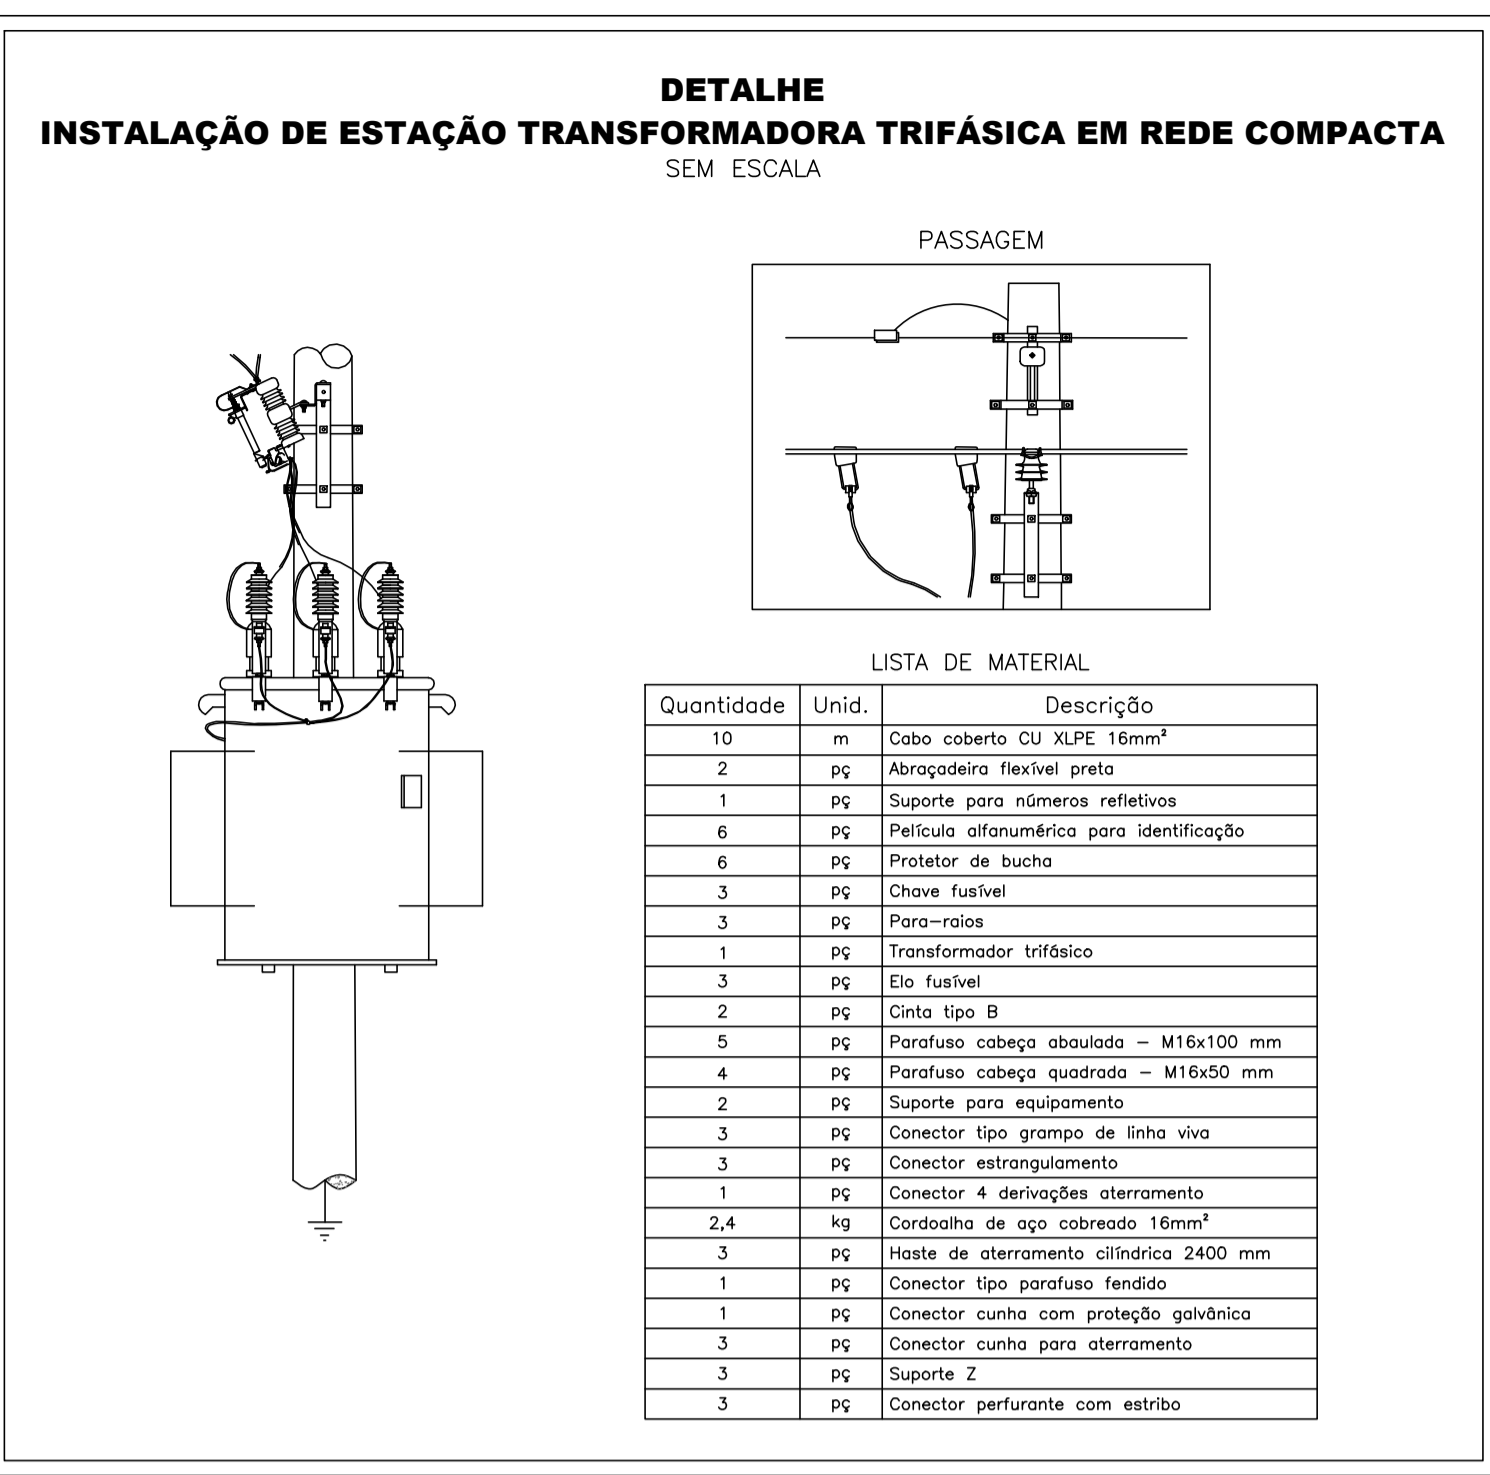 DETALHE
INSTALAÇÃO DE ESTAÇÃO TRANSFORMADORA TRIFÁSICA EM REDE COMPACTA
SEM ESCALA
PASSAGEM
LISTA DE MATERIAL
Quantidade Unid. Descrição
10 m Cabo coberto CU XLPE 16mm²
2 pç Abraçadeira flexível preta
1 pç Suporte para números refletivos
6 pç Película alfanumérica para identificação
6 pç Protetor de bucha
3 pç Chave fusível
3 pç Para-raios
1 pç Transformador trifásico
3 pç Elo fusível
2 pç Cinta tipo B
5 pç Parafuso cabeça abaulada - M16x100 mm
4 pç Parafuso cabeça quadrada - M16x50 mm
2 pç Suporte para equipamento
3 pç Conector tipo grampo de linha viva
3 pç Conector estrangulamento
1 pç Conector 4 derivações aterramento
2,4 kg Cordoalha de aço cobreado 16mm²
3 pç Haste de aterramento cilíndrica 2400 mm
1 pç Conector tipo parafuso fendido
1 pç Conector cunha com proteção galvânica
3 pç Conector cunha para aterramento
3 pç Suporte Z
3 pç Conector perfurante com estribo